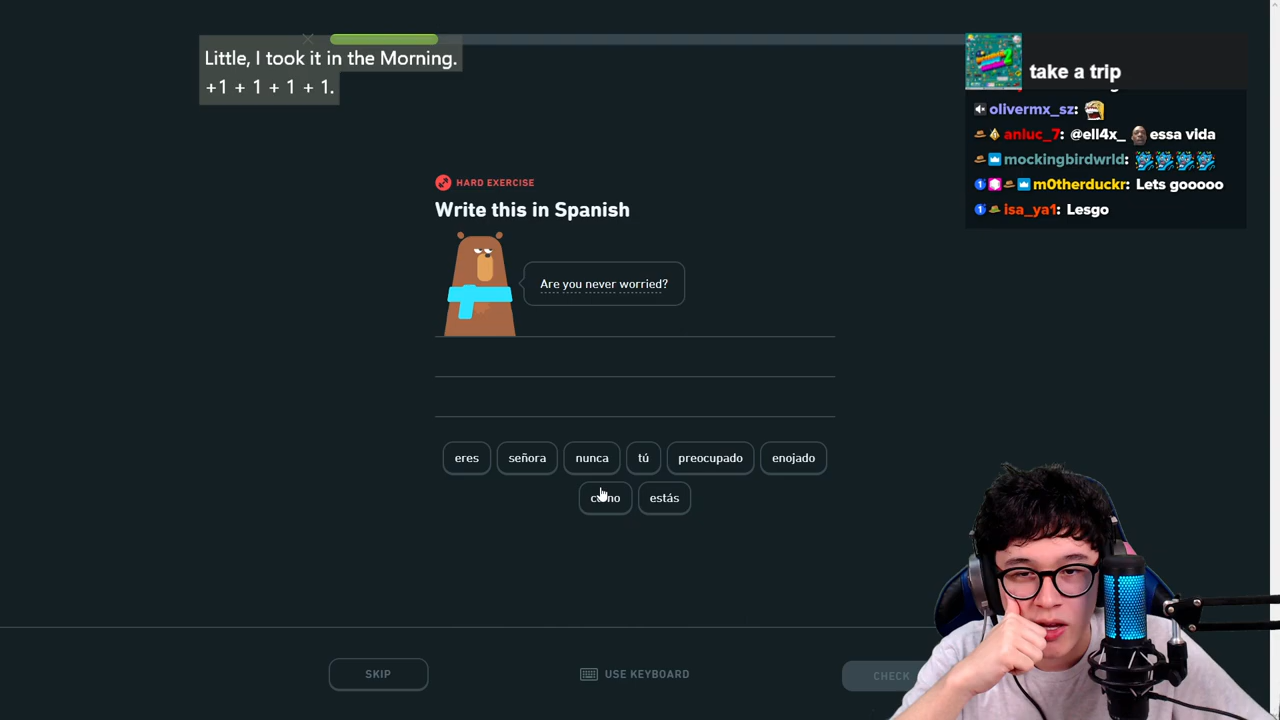 Little, I took it in the Morning.
+1 + 1 + 1 + 1.
take a trip
olivermx_sz:
anluc_7: @ell4x_ essa vida
mockingbirdwrld:
m0therduckr: Lets gooooo
isa_ya1: Lesgo
HARD EXERCISE
Write this in Spanish
Are you never worried?
eres
señora
nunca
tú
preocupado
enojado
estás
SKIP
USE KEYBOARD
CHECK